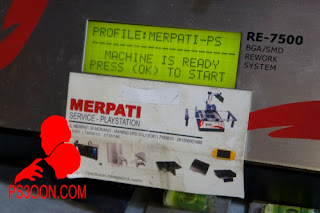 PROFILE:MERPATI-PS
MACHINE IS READY
PRESS (OK) TO START
RE-7500
BGA/SMD
REWORK
SYSTEM
MERPATI
SERVICE - PLAYSTATION
PS3OON.COM